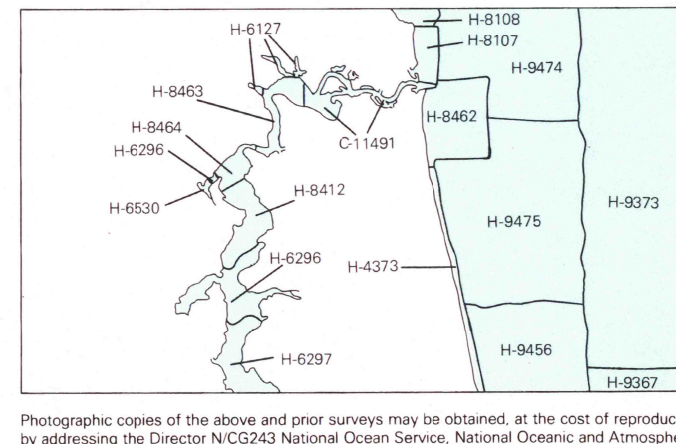 H-8108
H-6127
H-8107
H-9474
H-8463
H-8462
H-8464
C-11491
H-6296
H-8412
H-9373
H-6530
H-9475
H-6296
H-4373
H-9456
H-6297
H-9367
Photographic copies of the above and prior surveys may be obtained, at the cost of
by addressing the Director N/CG243 National Ocean Service, National Oceanic and